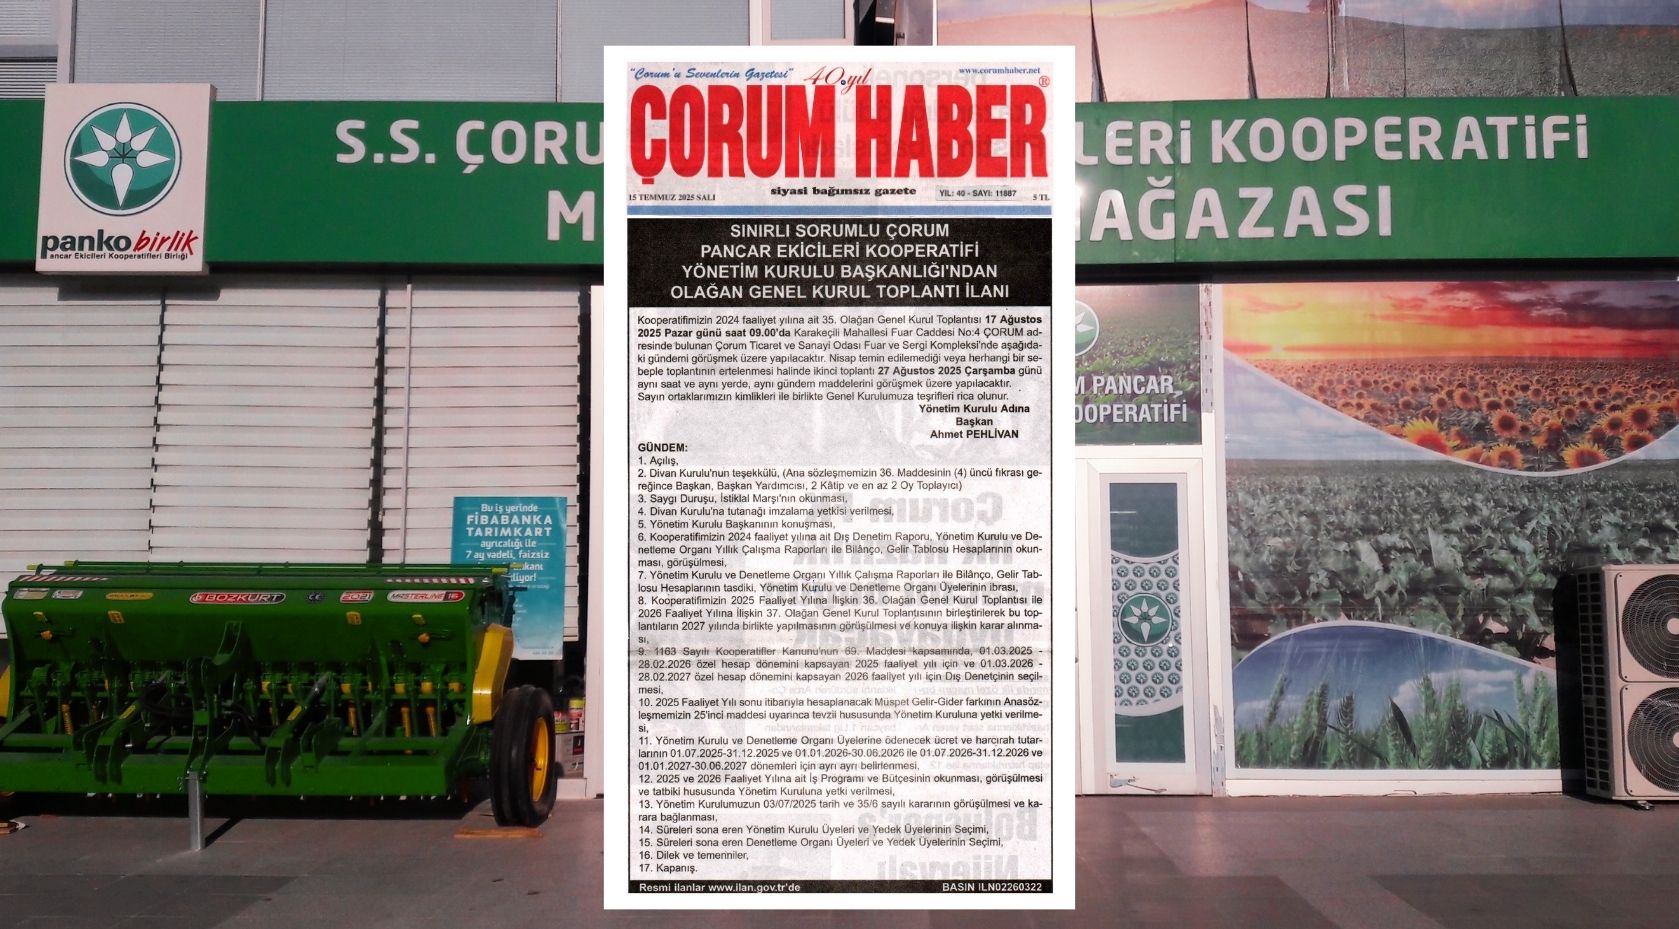 pankobirlik
ancar Ekicileri Kooperatifleri Birliği
S.S. ÇORU
LERİ KOOPERATİFİ
M
AĞAZASI
Bu iş yerinde
FİBABANKA
TARIMKART
ayrıcalığı ile
7 ay vadeli, faizsiz
BOZKURT
CE
2021
MASTERLINE 16
M PANCAR
OOPERATİFİ
"Çorum'u Sevenlerin Gazetesi" 40.yıl www.corumhaber.net
ÇORUM HABER ®
siyasi bağımsız gazete
15 TEMMUZ 2025 SALI YIL: 40 - SAYI: 11887 5 TL
SINIRLI SORUMLU ÇORUM
PANCAR EKİCİLERİ KOOPERATİFİ
YÖNETİM KURULU BAŞKANLIĞI'NDAN
OLAĞAN GENEL KURUL TOPLANTI İLANI
Kooperatifimizin 2024 faaliyet yılına ait 35. Olağan Genel Kurul Toplantısı 17 Ağustos
2025 Pazar günü saat 09.00'da Karakeçili Mahallesi Fuar Caddesi No:4 ÇORUM ad-
resinde bulunan Çorum Ticaret ve Sanayi Odası Fuar ve Sergi Kompleksi'nde aşağıda-
ki gündemi görüşmek üzere yapılacaktır. Nisap temin edilemediği veya herhangi bir se-
beple toplantının ertelenmesi halinde ikinci toplantı 27 Ağustos 2025 Çarşamba günü
aynı saat ve aynı yerde, aynı gündem maddelerini görüşmek üzere yapılacaktır.
Sayın ortaklarımızın kimlikleri ile birlikte Genel Kurulumuza teşrifleri rica olunur.
Yönetim Kurulu Adına
Başkan
Ahmet PEHLİVAN
GÜNDEM:
1. Açılış,
2. Divan Kurulu'nun teşekkülü, (Ana sözleşmemizin 36. Maddesinin (4) üncü fıkrası ge-
reğince Başkan, Başkan Yardımcısı, 2 Kâtip ve en az 2 Oy Toplayıcı)
3. Saygı Duruşu, İstiklal Marşı'nın okunması,
4. Divan Kurulu'na tutanağı imzalama yetkisi verilmesi,
5. Yönetim Kurulu Başkanının konuşması,
6. Kooperatifimizin 2024 faaliyet yılına ait Dış Denetim Raporu, Yönetim Kurulu ve De-
netleme Organı Yıllık Çalışma Raporları ile Bilânço, Gelir Tablosu Hesaplarının okun-
ması, görüşülmesi,
7. Yönetim Kurulu ve Denetleme Organı Yıllık Çalışma Raporları ile Bilânço, Gelir Tab-
losu Hesaplarının tasdiki, Yönetim Kurulu ve Denetleme Organı Üyelerinin ibrası,
8. Kooperatifimizin 2025 Faaliyet Yılına İlişkin 36. Olağan Genel Kurul Toplantısı ile
2026 Faaliyet Yılına İlişkin 37. Olağan Genel Kurul Toplantısının birleştirilerek bu top-
lantıların 2027 yılında birlikte yapılmasının görüşülmesi ve konuya ilişkin karar alınma-
sı,
9. 1163 Sayılı Kooperatifler Kanunu'nun 69. Maddesi kapsamında, 01.03.2025 -
28.02.2026 özel hesap dönemini kapsayan 2025 faaliyet yılı için ve 01.03.2026 -
28.02.2027 özel hesap dönemini kapsayan 2026 faaliyet yılı için Dış Denetçinin seçil-
mesi,
10. 2025 Faaliyet Yılı sonu itibarıyla hesaplanacak Müspet Gelir-Gider farkının Anasöz-
leşmemizin 25'inci maddesi uyarınca tevzii hususunda Yönetim Kuruluna yetki verilme-
si,
11. Yönetim Kurulu ve Denetleme Organı Üyelerine ödenecek ücret ve harcırah tutar-
larının 01.07.2025-31.12.2025 ve 01.01.2026-30.06.2026 ile 01.07.2026-31.12.2026 ve
01.01.2027-30.06.2027 dönemleri için ayrı ayrı belirlenmesi,
12. 2025 ve 2026 Faaliyet Yılına ait İş Programı ve Bütçesinin okunması, görüşülmesi
ve tatbiki hususunda Yönetim Kuruluna yetki verilmesi,
13. Yönetim Kurulumuzun 03/07/2025 tarih ve 35/6 sayılı kararının görüşülmesi ve ka-
rara bağlanması,
14. Süreleri sona eren Yönetim Kurulu Üyeleri ve Yedek Üyelerinin Seçimi,
15. Süreleri sona eren Denetleme Organı Üyeleri ve Yedek Üyelerinin Seçimi,
16. Dilek ve temenniler,
17. Kapanış.
Resmi ilanlar www.ilan.gov.tr'de BASIN ILN02260322